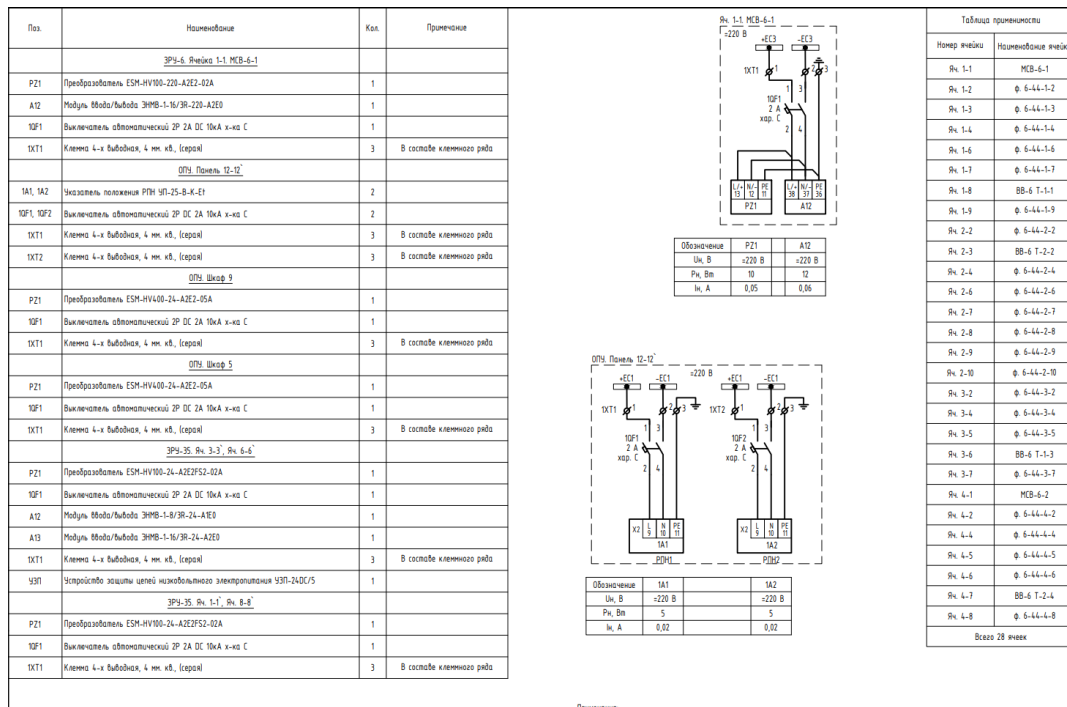 Поз. Наименование Кол. Примечание
ЗРУ-6. Ячейка 1-1. МСВ-6-1
PZ1 Преобразователь ESM-HV100-220-A2E2-02A 1
A12 Модуль ввода/вывода ЭНМВ-1-16/3R-220-A2E0 1
1QF1 Выключатель автоматический 2P 2A DC 10кА х-ка C 1
1XT1 Клемма 4-х выводная, 4 мм. кв., (серая) 3 В составе клеммного ряда
ОПУ. Панель 12-12`
1A1, 1A2 Указатель положения РПН УП-25-В-К-Et 2
1QF1, 1QF2 Выключатель автоматический 2P DC 2A 10кА х-ка C 2
1XT1 Клемма 4-х выводная, 4 мм. кв., (серая) 3 В составе клеммного ряда
1XT2 Клемма 4-х выводная, 4 мм. кв., (серая) 3 В составе клеммного ряда
ОПУ. Шкаф 9
PZ1 Преобразователь ESM-HV400-24-A2E2-05A 1
1QF1 Выключатель автоматический 2P DC 2A 10кА х-ка C 1
1XT1 Клемма 4-х выводная, 4 мм. кв., (серая) 3 В составе клеммного ряда
ОПУ. Шкаф 5
PZ1 Преобразователь ESM-HV400-24-A2E2-05A 1
1QF1 Выключатель автоматический 2P DC 2A 10кА х-ка C 1
1XT1 Клемма 4-х выводная, 4 мм. кв., (серая) 3 В составе клеммного ряда
ЗРУ-35. Яч. 3-3`, Яч. 6-6`
PZ1 Преобразователь ESM-HV100-24-A2E2FS2-02A 1
1QF1 Выключатель автоматический 2P 2A DC 10кА х-ка C 1
A12 Модуль ввода/вывода ЭНМВ-1-8/3R-24-A1E0 1
A13 Модуль ввода/вывода ЭНМВ-1-16/3R-24-A2E0 1
1XT1 Клемма 4-х выводная, 4 мм. кв., (серая) 3 В составе клеммного ряда
УЗП Устройство защиты цепей низковольтного электропитания УЗП-24DC/5 1
ЗРУ-35. Яч. 1-1`, Яч. 8-8`
PZ1 Преобразователь ESM-HV100-24-A2E2FS2-02A 1
1QF1 Выключатель автоматический 2P 2A DC 10кА х-ка C 1
1XT1 Клемма 4-х выводная, 4 мм. кв., (серая) 3 В составе клеммного ряда
Яч. 1-1. МСВ-6-1
=220 В
+EC3 -EC3
1XT1 1 2 3
1 3
1QF1
2 A
хар. C
2 4
L/+ N/- PE L/+ N/- PE
13 12 11 38 37 36
PZ1 A12
Обозначение PZ1 A12
Uн, В =220 В =220 В
Рн, Вт 10 12
Iн, А 0,05 0,06
ОПУ. Панель 12-12`
=220 В
+EC1 -EC1 +EC1 -EC1
1XT1 1 2 3 1XT2 1 2 3
1 3 1 3
1QF1 1QF2
2 A 2 A
хар. C хар. C
2 4 2 4
X2 L N PE X2 L N PE
9 10 11 9 10 11
1A1 1A2
РПН1 РПН2
Обозначение 1A1 1A2
Uн, В =220 В =220 В
Рн, Вт 5 5
Iн, А 0,02 0,02
Таблица применимости
Номер ячейки Наименование ячейк
Яч. 1-1 МСВ-6-1
Яч. 1-2 ф. 6-44-1-2
Яч. 1-3 ф. 6-44-1-3
Яч. 1-4 ф. 6-44-1-4
Яч. 1-6 ф. 6-44-1-6
Яч. 1-7 ф. 6-44-1-7
Яч. 1-8 ВВ-6 Т-1-1
Яч. 1-9 ф. 6-44-1-9
Яч. 2-2 ф. 6-44-2-2
Яч. 2-3 ВВ-6 Т-2-2
Яч. 2-4 ф. 6-44-2-4
Яч. 2-6 ф. 6-44-2-6
Яч. 2-7 ф. 6-44-2-7
Яч. 2-8 ф. 6-44-2-8
Яч. 2-9 ф. 6-44-2-9
Яч. 2-10 ф. 6-44-2-10
Яч. 3-2 ф. 6-44-3-2
Яч. 3-4 ф. 6-44-3-4
Яч. 3-5 ф. 6-44-3-5
Яч. 3-6 ВВ-6 Т-1-3
Яч. 3-7 ф. 6-44-3-7
Яч. 4-1 МСВ-6-2
Яч. 4-2 ф. 6-44-4-2
Яч. 4-4 ф. 6-44-4-4
Яч. 4-5 ф. 6-44-4-5
Яч. 4-6 ф. 6-44-4-6
Яч. 4-7 ВВ-6 Т-2-4
Яч. 4-8 ф. 6-44-4-8
Всего 28 ячеек